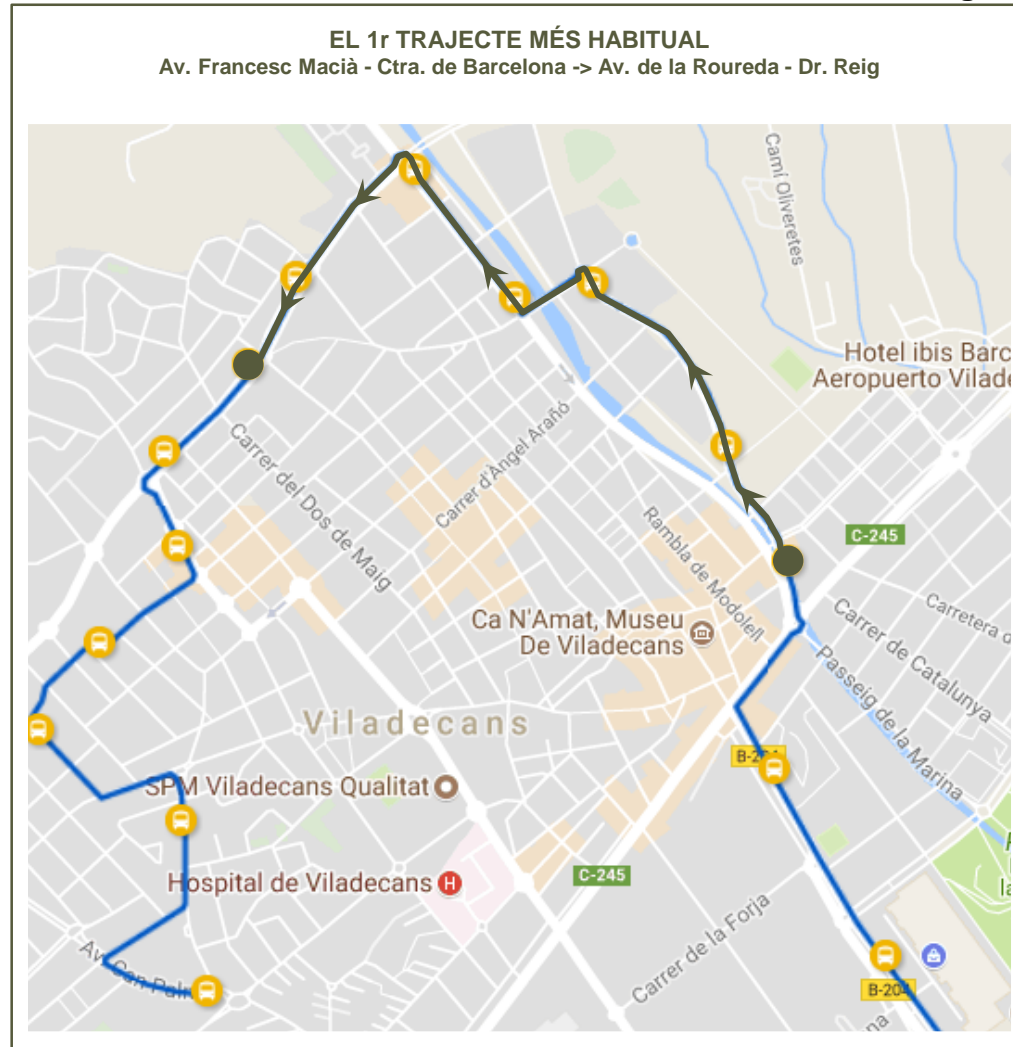 EL 1r TRAJECTE MÉS HABITUAL
Av. Francesc Macià - Ctra. de Barcelona -> Av. de la Roureda - Dr. Reig
Camí Oliveretes
Hotel ibis Barc
Aeropuerto Vilade
Carrer d'Àngel Arañó
Carrer del Dos de Maig
Rambla de Modolell
C-245
Ca N'Amat, Museu
De Viladecans
Carrer de Catalunya
Carretera d
Passeig de la Marina
Viladecans
B-204
SPM Viladecans Qualitat
Hospital de Viladecans
H
C-245
Carrer de la Forja
Av. Can Palm
B-204
la
na